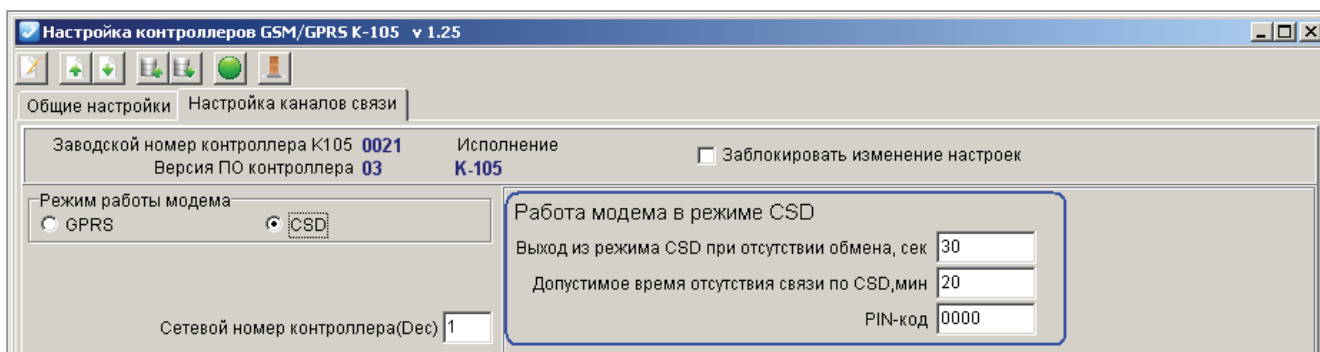 Настройка контроллеров GSM/GPRS K-105 v 1.25
Общие настройки Настройка каналов связи
Заводской номер контроллера К105 0021 Исполнение
Версия ПО контроллера 03 K-105
Заблокировать изменение настроек
Режим работы модема
GPRS CSD
Сетевой номер контроллера(Dec) 1
Работа модема в режиме CSD
Выход из режима CSD при отсутствии обмена, сек 30
Допустимое время отсутствия связи по CSD,мин 20
PIN-код 0000